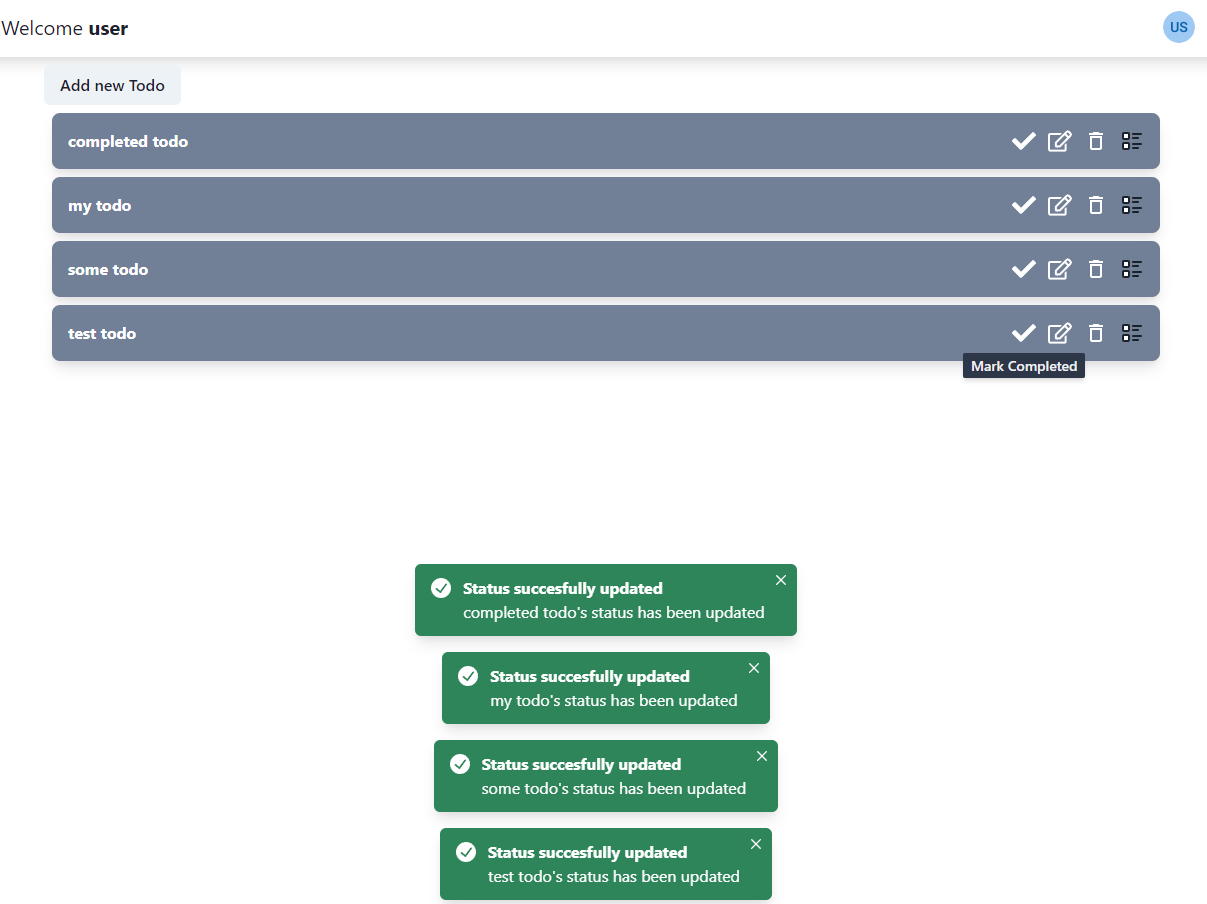 Welcome user
US
Add new Todo
completed todo
my todo
some todo
test todo
Mark Completed
Status succesfully updated
completed todo's status has been updated
Status succesfully updated
my todo's status has been updated
Status succesfully updated
some todo's status has been updated
Status succesfully updated
test todo's status has been updated